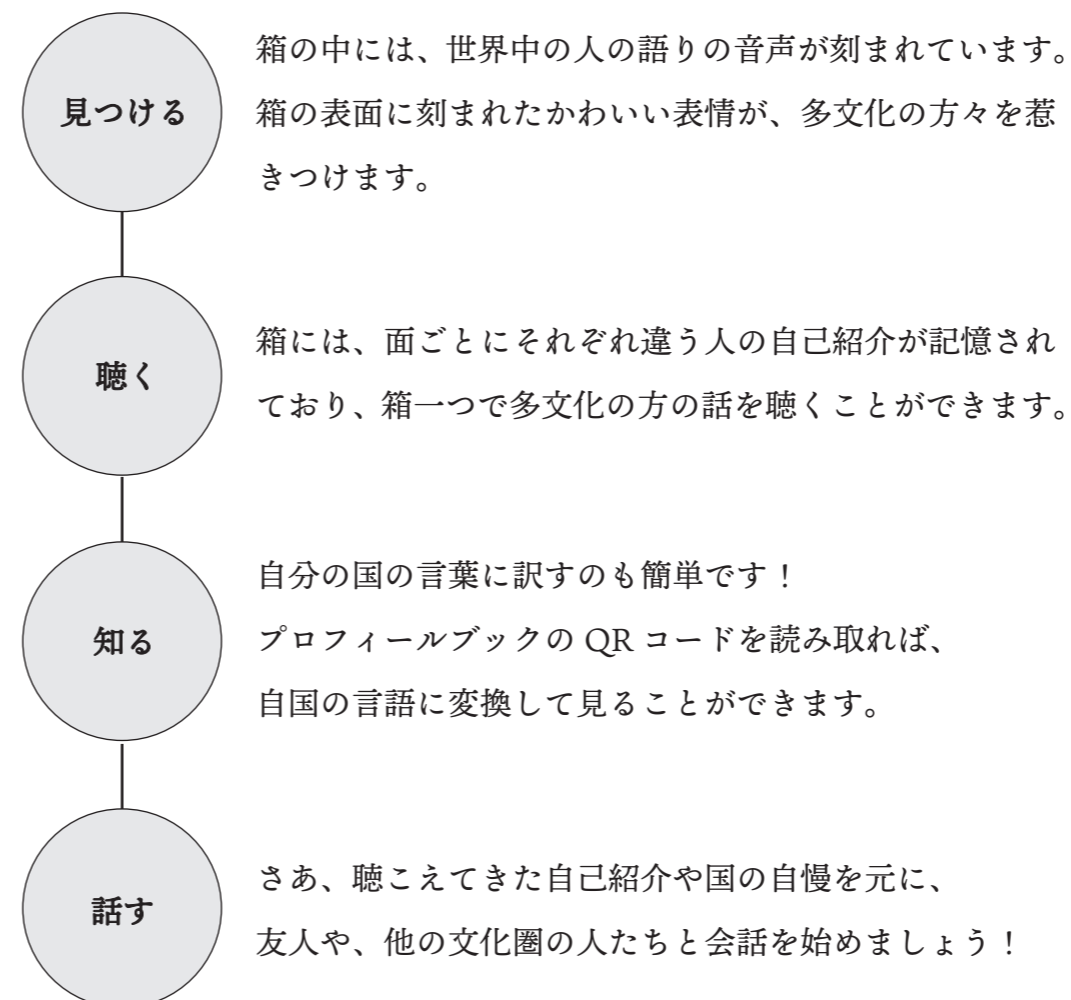 見つける
箱の中には、世界中の人の語りの音声が刻まれています。
箱の表面に刻まれたかわいい表情が、多文化の方々を惹
きつけます。
聴く
箱には、面ごとにそれぞれ違う人の自己紹介が記憶され
ており、箱一つで多文化の方の話を聴くことができます。
知る
自分の国の言葉に訳すのも簡単です！
プロフィールブックの QR コードを読み取れば、
自国の言語に変換して見ることができます。
話す
さあ、聴こえてきた自己紹介や国の自慢を元に、
友人や、他の文化圏の人たちと会話を始めましょう！